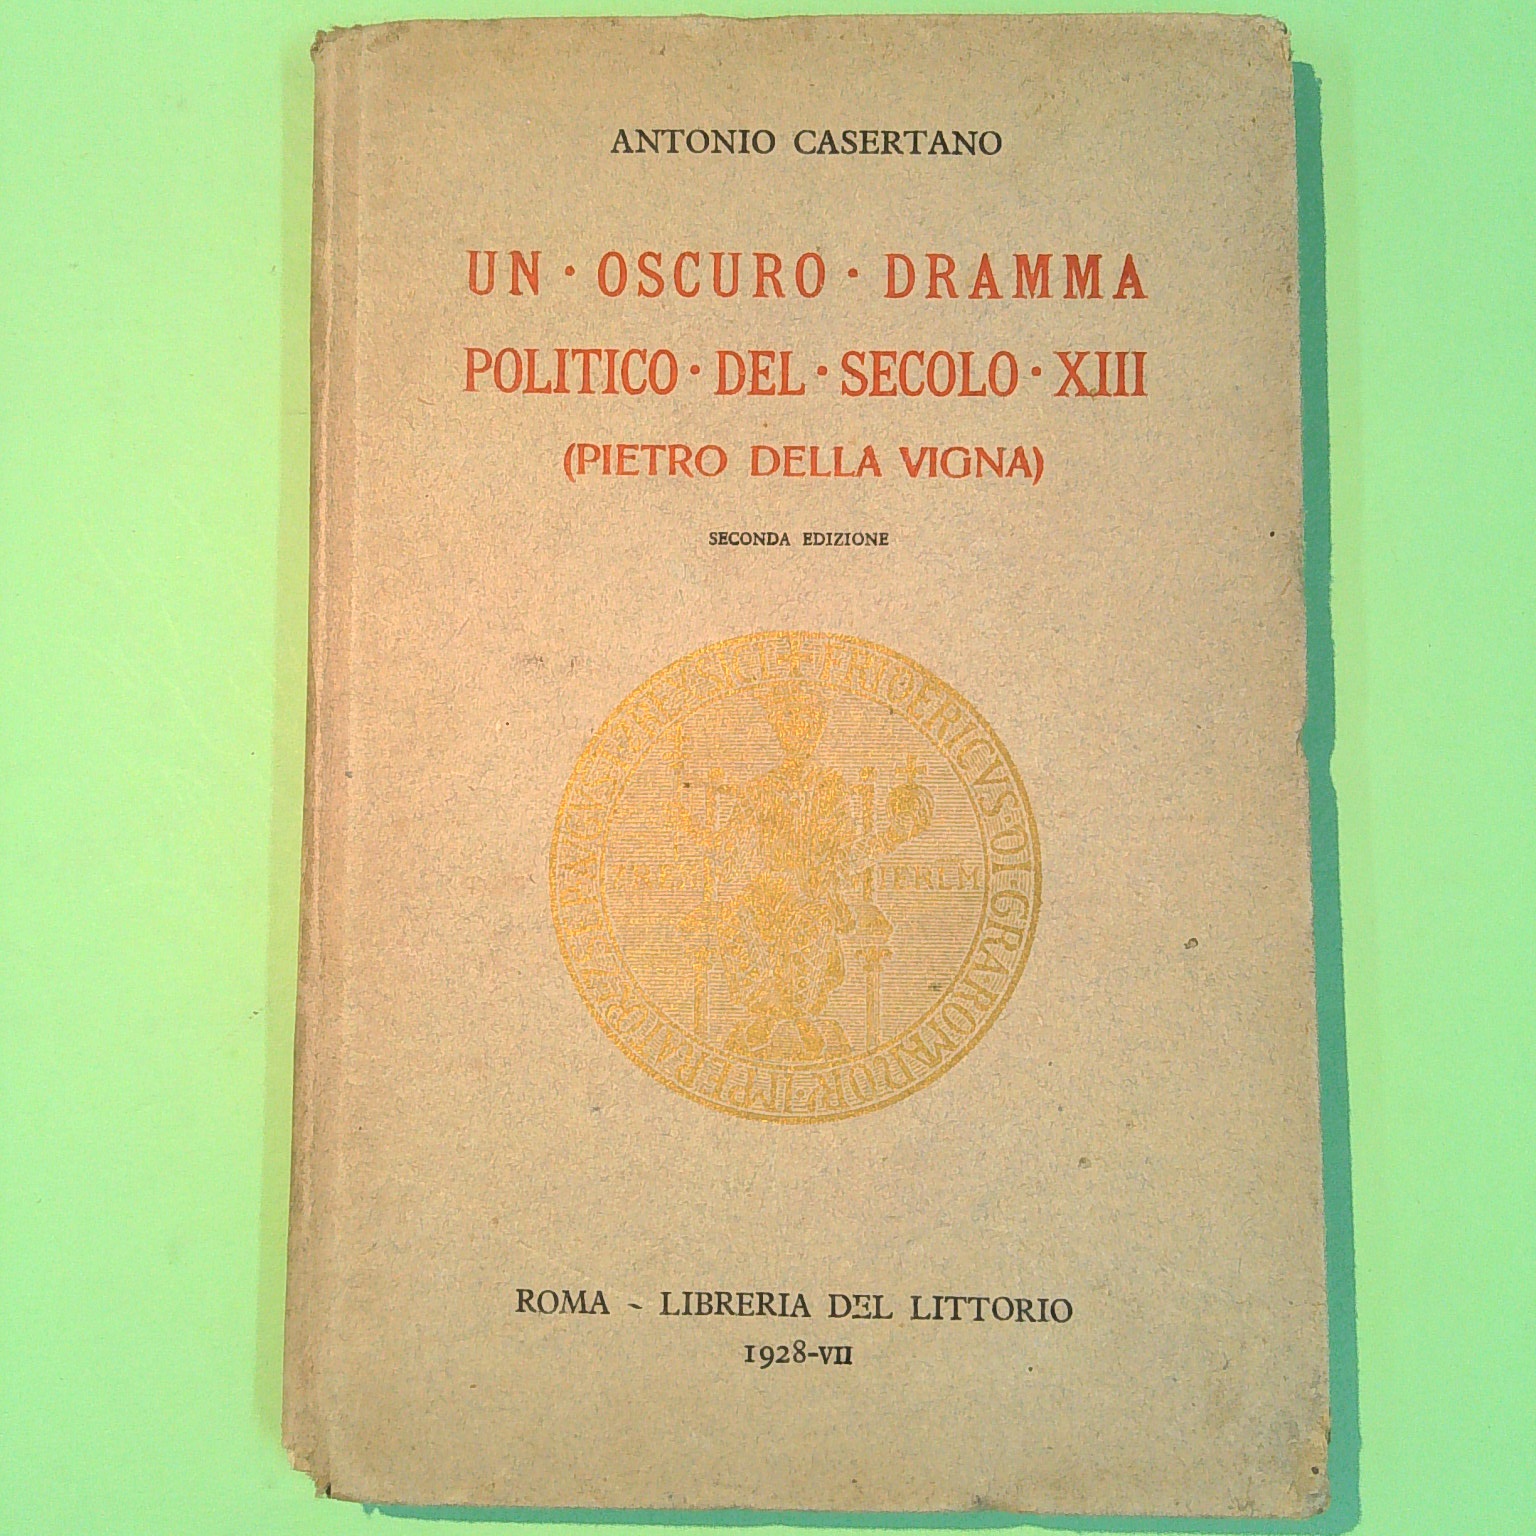 ANTONIO CASERTANO
UN · OSCURO · DRAMMA
POLITICO · DEL · SECOLO · XIII
(PIETRO DELLA VIGNA)
SECONDA EDIZIONE
ROMA - LIBRERIA DEL LITTORIO
1928-VII